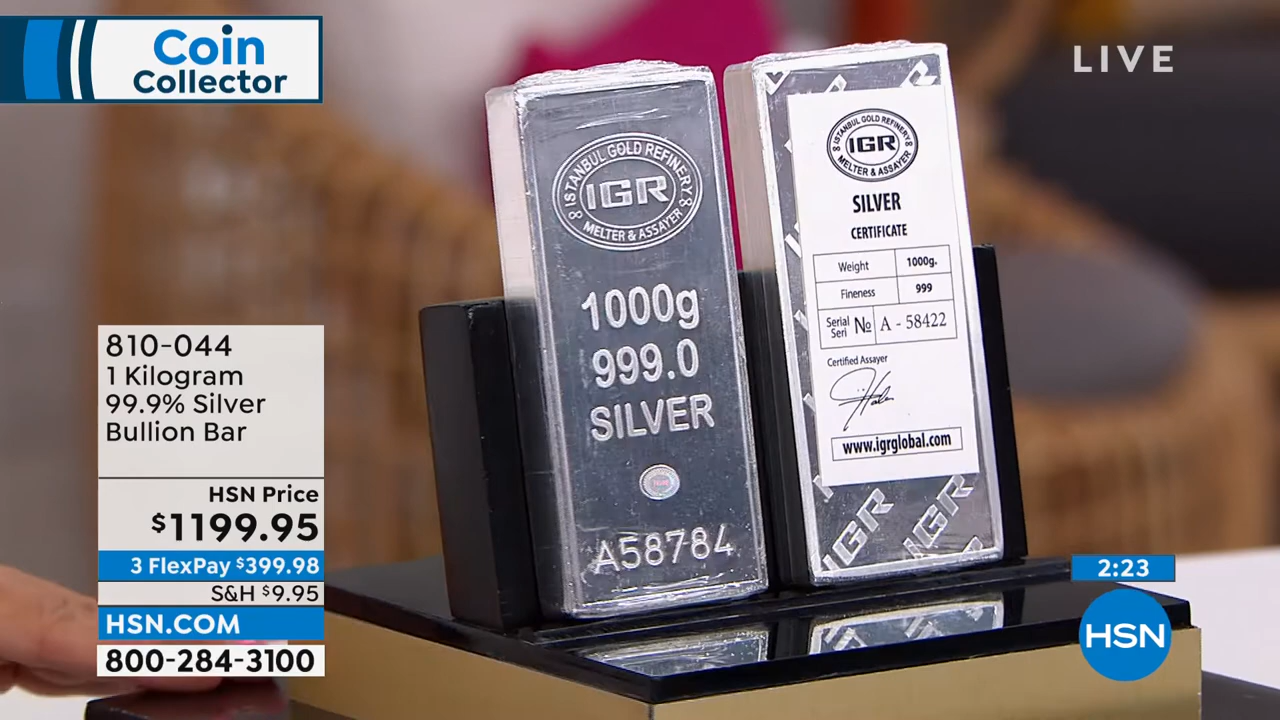 Coin
Collector
LIVE
810-044
1 Kilogram
99.9% Silver
Bullion Bar
HSN Price
$1199.95
3 FlexPay $399.98
S&H $9.95
HSN.COM
800-284-3100
ISTANBUL GOLD REFINERY
IGR
MELTER & ASSAYER
1000g
999.0
SILVER
A58784
ISTANBUL GOLD REFINERY
IGR
MELTER & ASSAYER
SILVER
CERTIFICATE
Weight 1000g.
Fineness 999
Serial
Seri № A - 58422
Certified Assayer
www.igrglobal.com
IGR
IGR
2:23
HSN